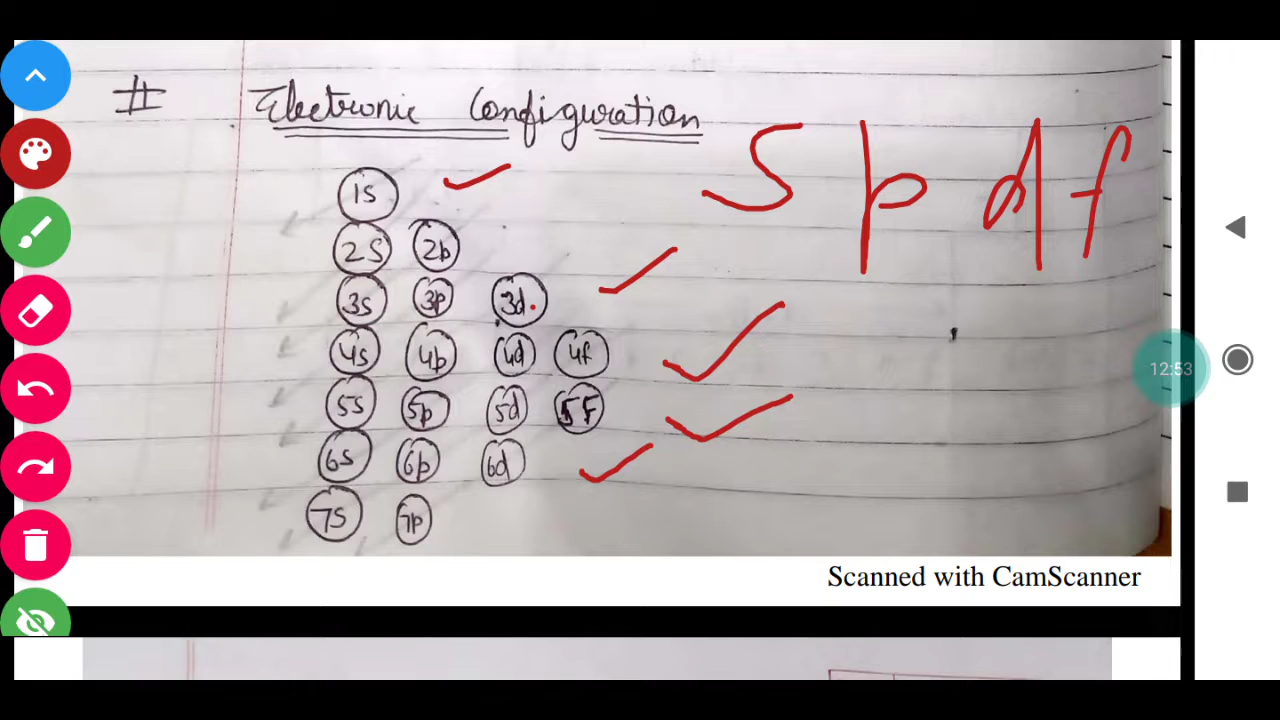 # Electronic Configuration
s p d f
1s
2s 2p
3s 3p 3d
4s 4p 4d 4f
12:53
5s 5p 5d 5f
6s 6p 6d
7s 7p
Scanned with CamScanner